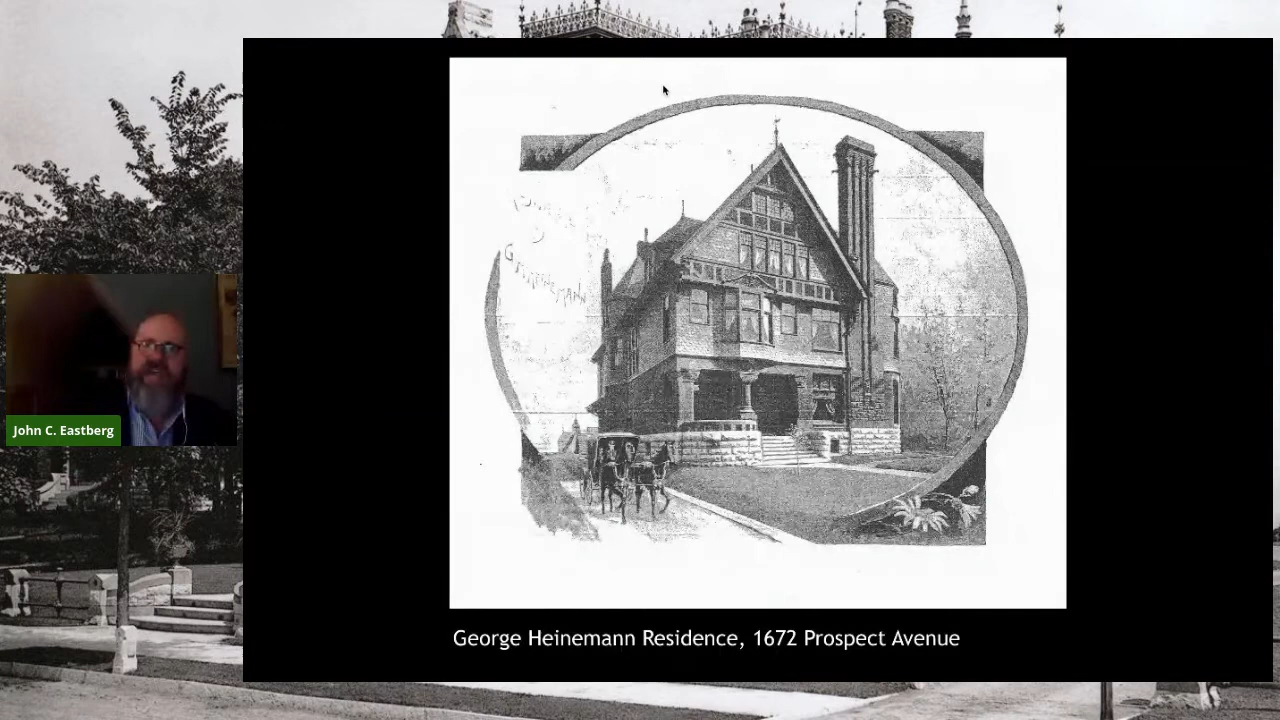 John C. Eastberg
George Heinemann Residence, 1672 Prospect Avenue